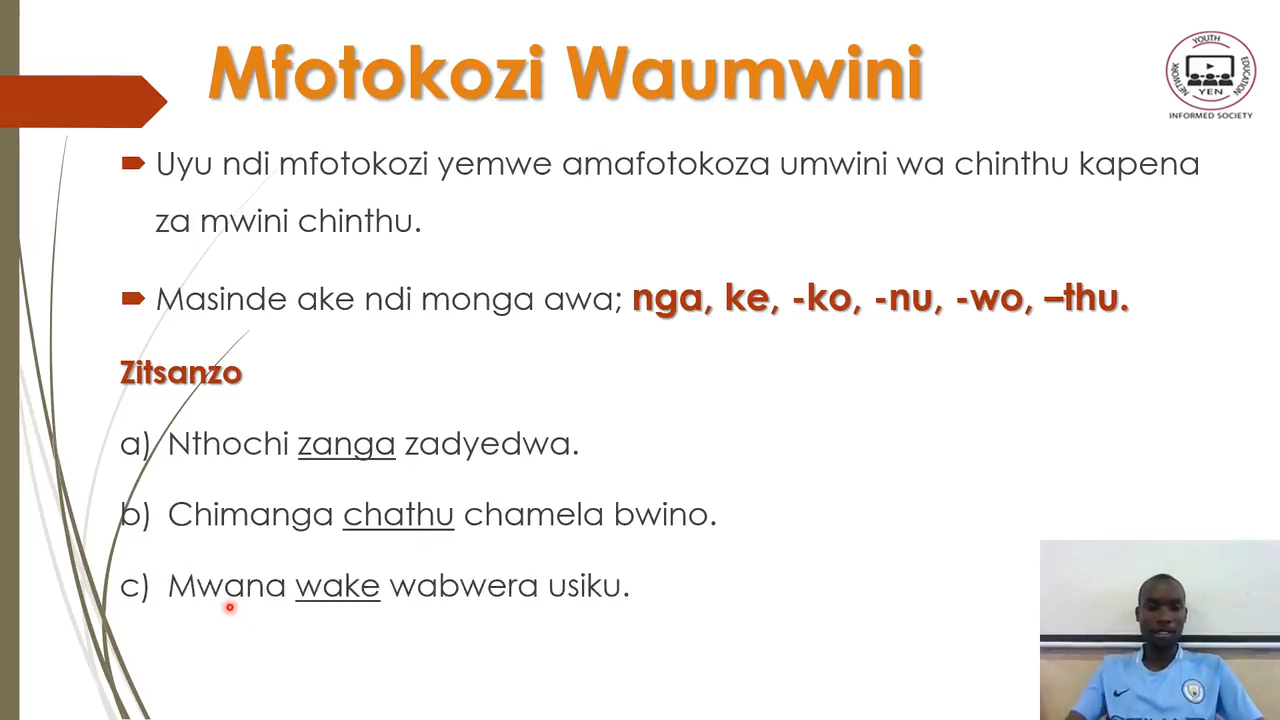 Mfotokozi Waumwini
YOUTH
NETWORK
EDUCATION
YEN
INFORMED SOCIETY
Uyu ndi mfotokozi yemwe amafotokoza umwini wa chinthu kapena
za mwini chinthu.
Masinde ake ndi monga awa; nga, ke, -ko, -nu, -wo, –thu.
Zitsanzo
a) Nthochi zanga zadyedwa.
b) Chimanga chathu chamela bwino.
c) Mwana wake wabwera usiku.